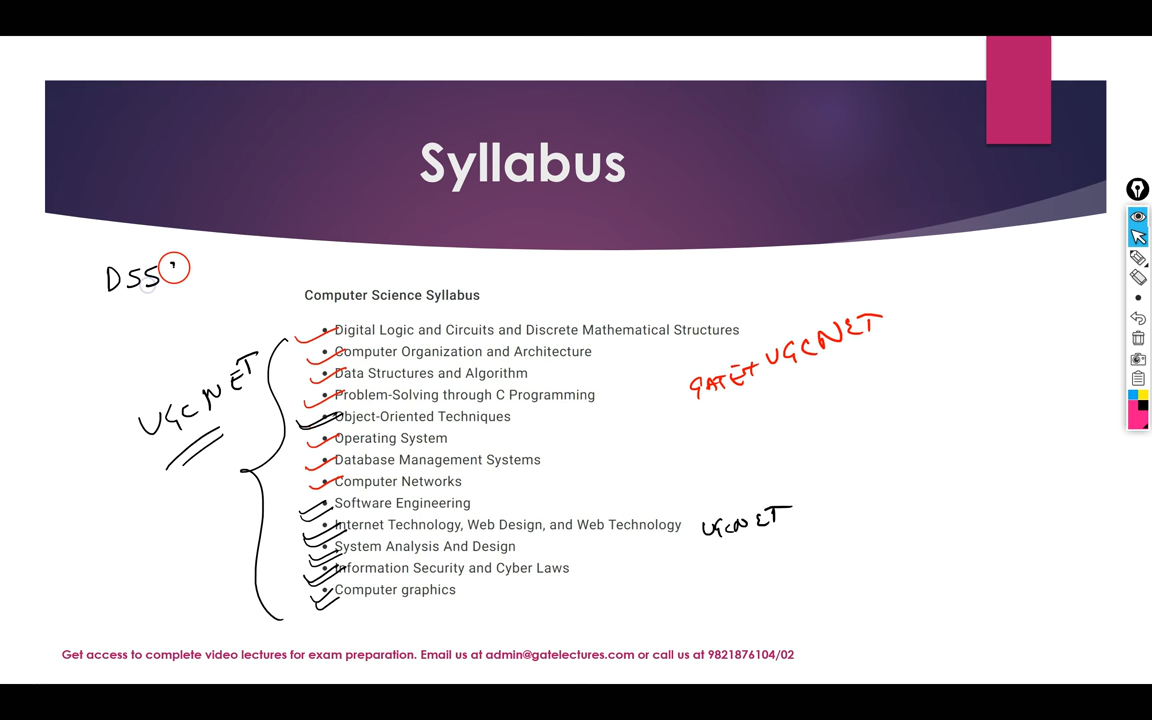 Syllabus
DSS
Computer Science Syllabus
Digital Logic and Circuits and Discrete Mathematical Structures
Computer Organization and Architecture
Data Structures and Algorithm
Problem-Solving through C Programming
Object-Oriented Techniques
Operating System
Database Management Systems
Computer Networks
Software Engineering
Internet Technology, Web Design, and Web Technology
System Analysis And Design
Information Security and Cyber Laws
Computer graphics
UGC NET
GATE+ UGCNET
UGCNET
Get access to complete video lectures for exam preparation. Email us at admin@gatelectures.com or call us at 9821876104/02